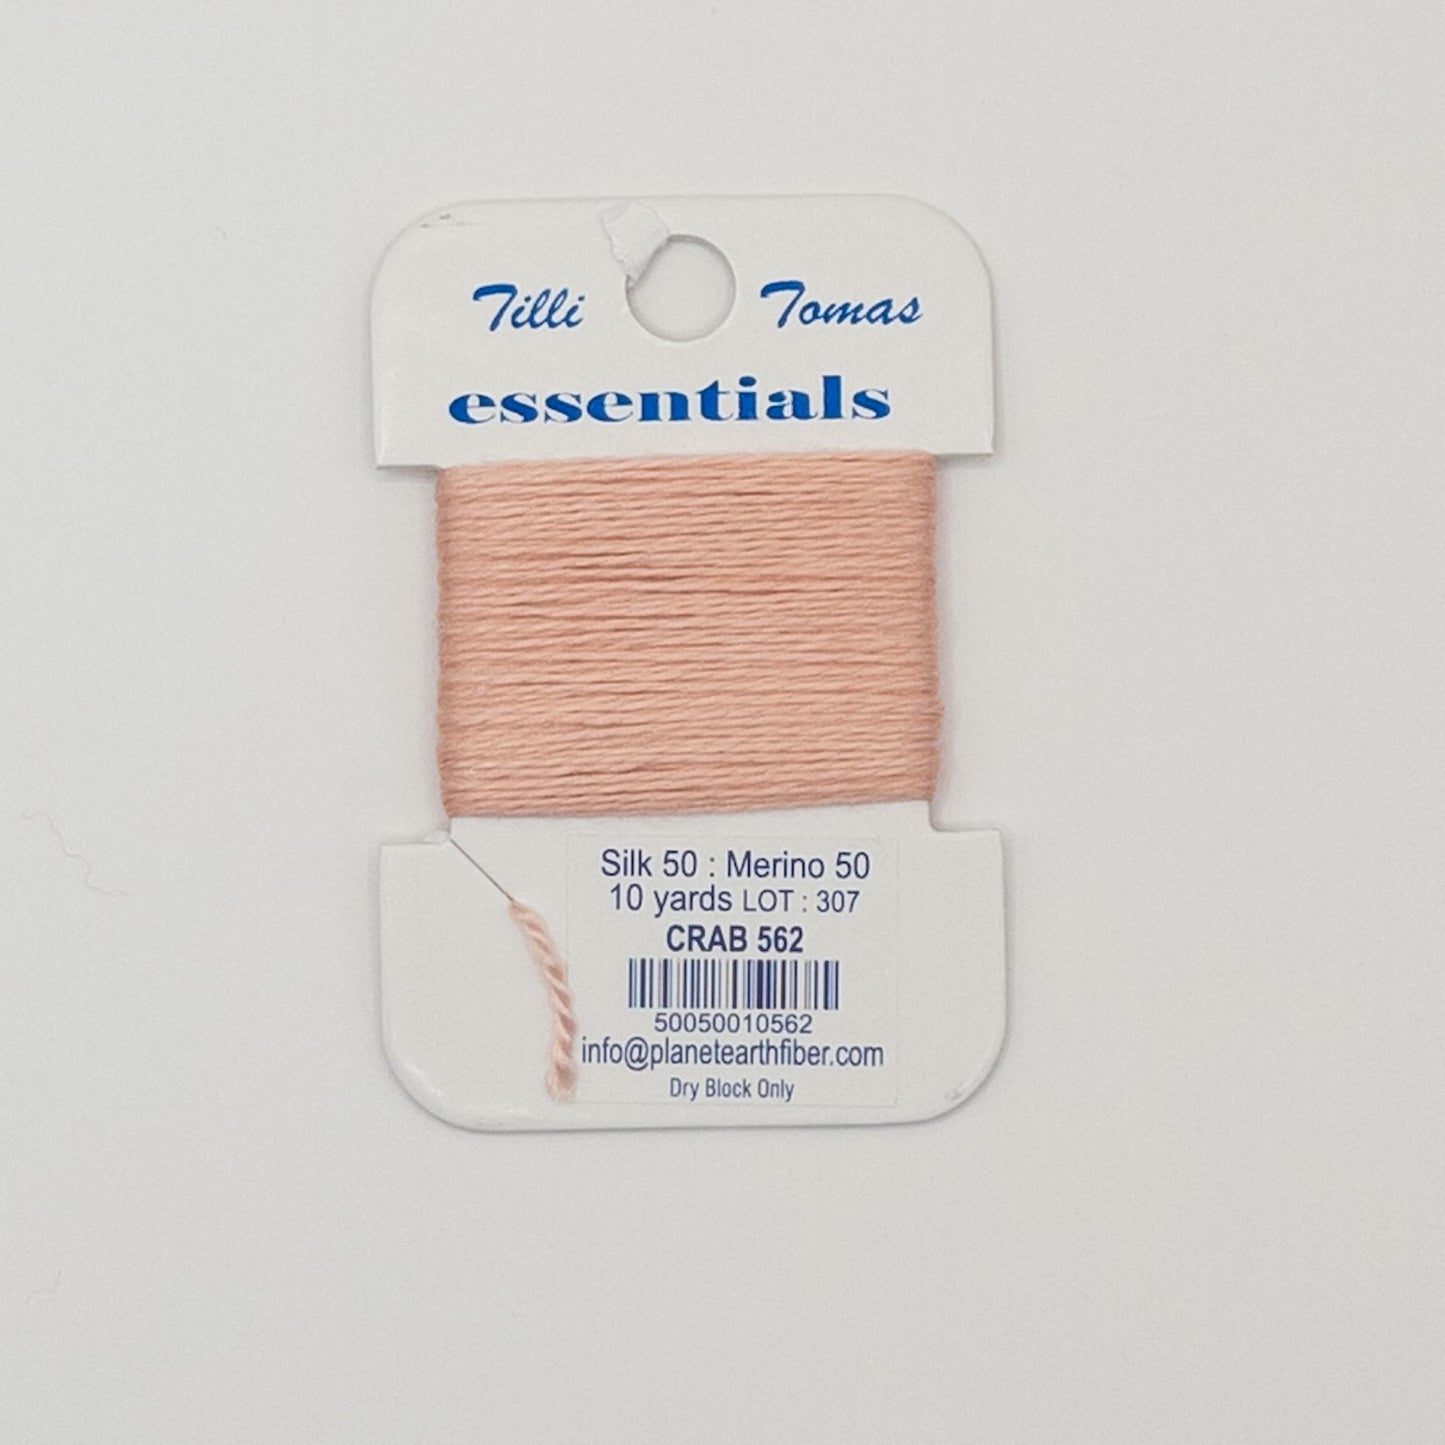 Tilli Tomas
essentials
Silk 50 : Merino 50
10 yards LOT : 307
CRAB 562
50050010562
info@planetearthfiber.com
Dry Block Only